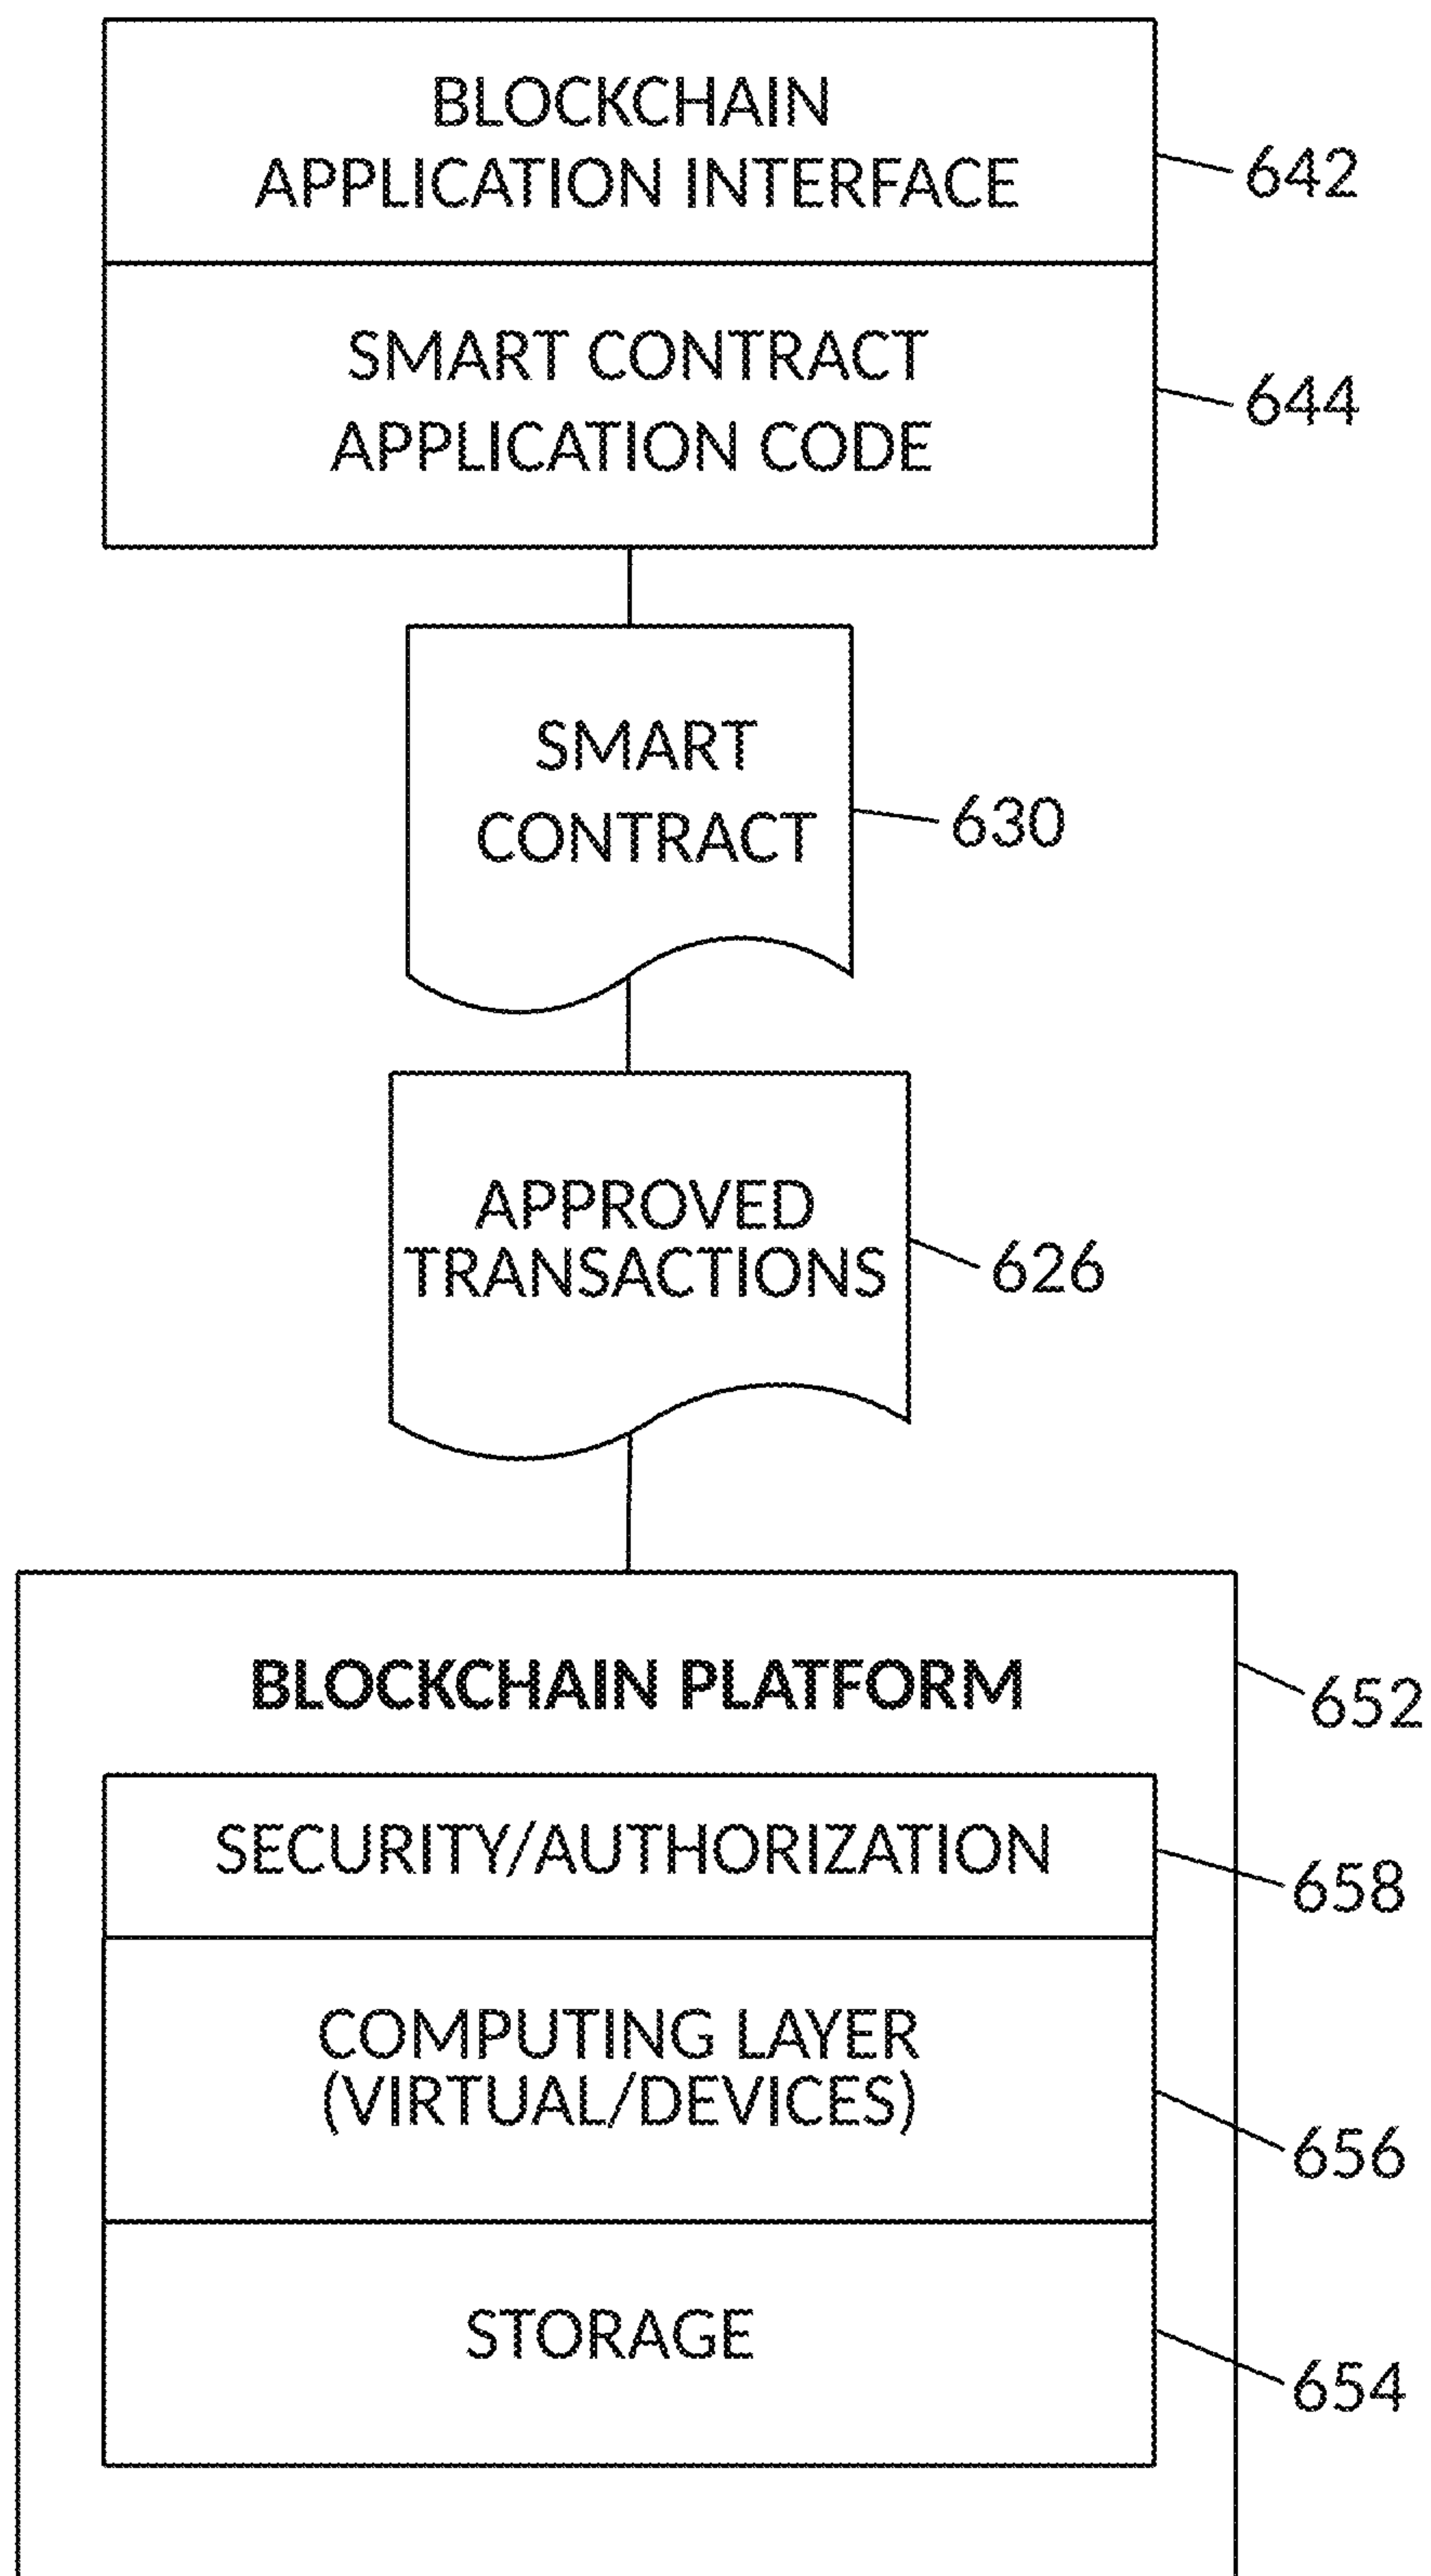 BLOCKCHAIN
APPLICATION INTERFACE
642
SMART CONTRACT
APPLICATION CODE
644
SMART
CONTRACT
630
APPROVED
TRANSACTIONS
626
BLOCKCHAIN PLATFORM
652
SECURITY/AUTHORIZATION
658
COMPUTING LAYER
(VIRTUAL/DEVICES)
656
STORAGE
654